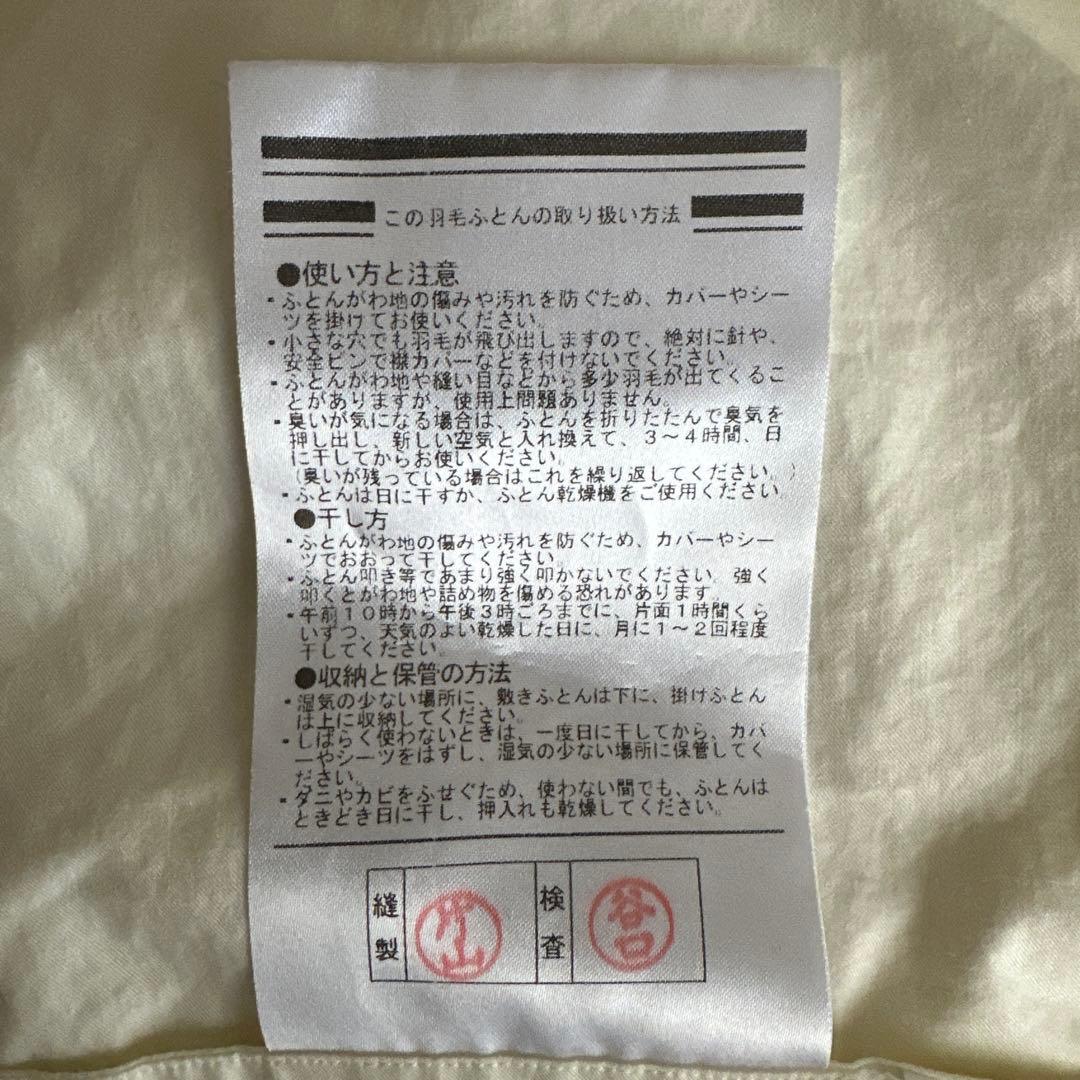 この羽毛ふとんの取り扱い方法
●使い方と注意
・ふとんがわ地の傷みや汚れを防ぐため、カバーやシー
ツを掛けてお使いください。
・小さな穴でも羽毛が飛び出しますので、絶対に針や、
安全ピンで襟カバーなどを付けないでください。
・ふとんがわ地や縫い目などから多少羽毛が出てくるこ
とがありますが、使用上問題ありません。
・臭いが気になる場合は、ふとんを折りたたんで臭気を
押し出し、新しい空気と入れ換えて、3～4時間、日
に干してからお使いください。
(臭いが残っている場合はこれを繰り返してください。)
・ふとんは日に干すか、ふとん乾燥機をご使用ください
●干し方
・ふとんがわ地の傷みや汚れを防ぐため、カバーやシー
ツでおおって干してください
・ふとん叩き等であまり強く叩かないでください。強く
叩くとがわ地や詰め物を傷める恐れがあります。
・午前10時から午後3時ごろまでに、片面1時間くら
いずつ、天気のよい乾燥した日に、月に1～2回程度
干してください。
●収納と保管の方法
・湿気の少ない場所に、敷きふとんは下に、掛けふとん
は上に収納してください。
・しばらく使わないときは、一度日に干してから、カバ
ーやシーツをはずし、湿気の少ない場所に保管してく
ださい。
・ダニやカビをふせぐため、使わない間でも、ふとんは
ときどき日に干し、押入れも乾燥してください。
縫製 片山 検査 谷口